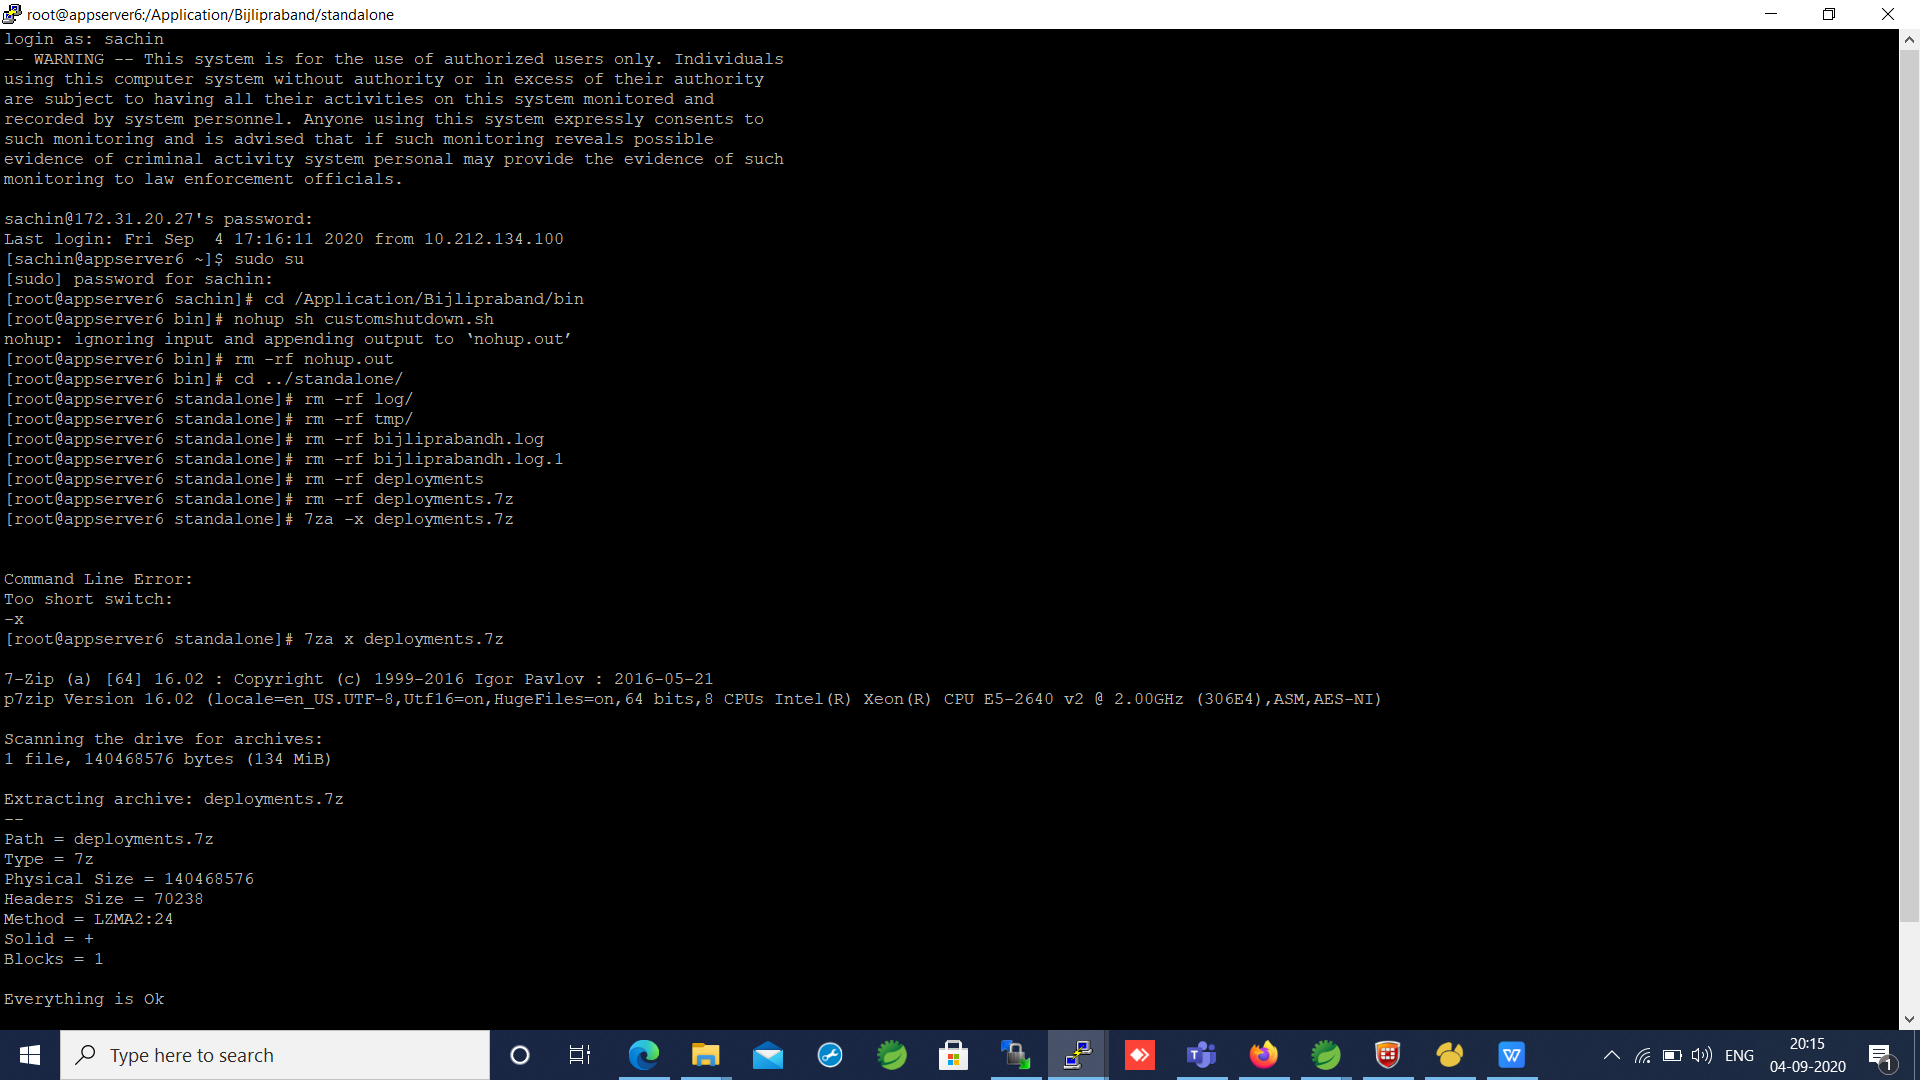 root@appserver6:/Application/Bijlipraband/standalone
login as: sachin
-- WARNING -- This system is for the use of authorized users only. Individuals
using this computer system without authority or in excess of their authority
are subject to having all their activities on this system monitored and
recorded by system personnel. Anyone using this system expressly consents to
such monitoring and is advised that if such monitoring reveals possible
evidence of criminal activity system personal may provide the evidence of such
monitoring to law enforcement officials.
sachin@172.31.20.27's password:
Last login: Fri Sep  4 17:16:11 2020 from 10.212.134.100
[sachin@appserver6 ~]$ sudo su
[sudo] password for sachin:
[root@appserver6 sachin]# cd /Application/Bijlipraband/bin
[root@appserver6 bin]# nohup sh customshutdown.sh
nohup: ignoring input and appending output to ‘nohup.out’
[root@appserver6 bin]# rm -rf nohup.out
[root@appserver6 bin]# cd ../standalone/
[root@appserver6 standalone]# rm -rf log/
[root@appserver6 standalone]# rm -rf tmp/
[root@appserver6 standalone]# rm -rf bijliprabandh.log
[root@appserver6 standalone]# rm -rf bijliprabandh.log.1
[root@appserver6 standalone]# rm -rf deployments
[root@appserver6 standalone]# rm -rf deployments.7z
[root@appserver6 standalone]# 7za -x deployments.7z
Command Line Error:
Too short switch:
-x
[root@appserver6 standalone]# 7za x deployments.7z
7-Zip (a) [64] 16.02 : Copyright (c) 1999-2016 Igor Pavlov : 2016-05-21
p7zip Version 16.02 (locale=en_US.UTF-8,Utf16=on,HugeFiles=on,64 bits,8 CPUs Intel(R) Xeon(R) CPU E5-2640 v2 @ 2.00GHz (306E4),ASM,AES-NI)
Scanning the drive for archives:
1 file, 140468576 bytes (134 MiB)
Extracting archive: deployments.7z
--
Path = deployments.7z
Type = 7z
Physical Size = 140468576
Headers Size = 70238
Method = LZMA2:24
Solid = +
Blocks = 1
Everything is Ok
Type here to search
ENG
20:15
04-09-2020
1